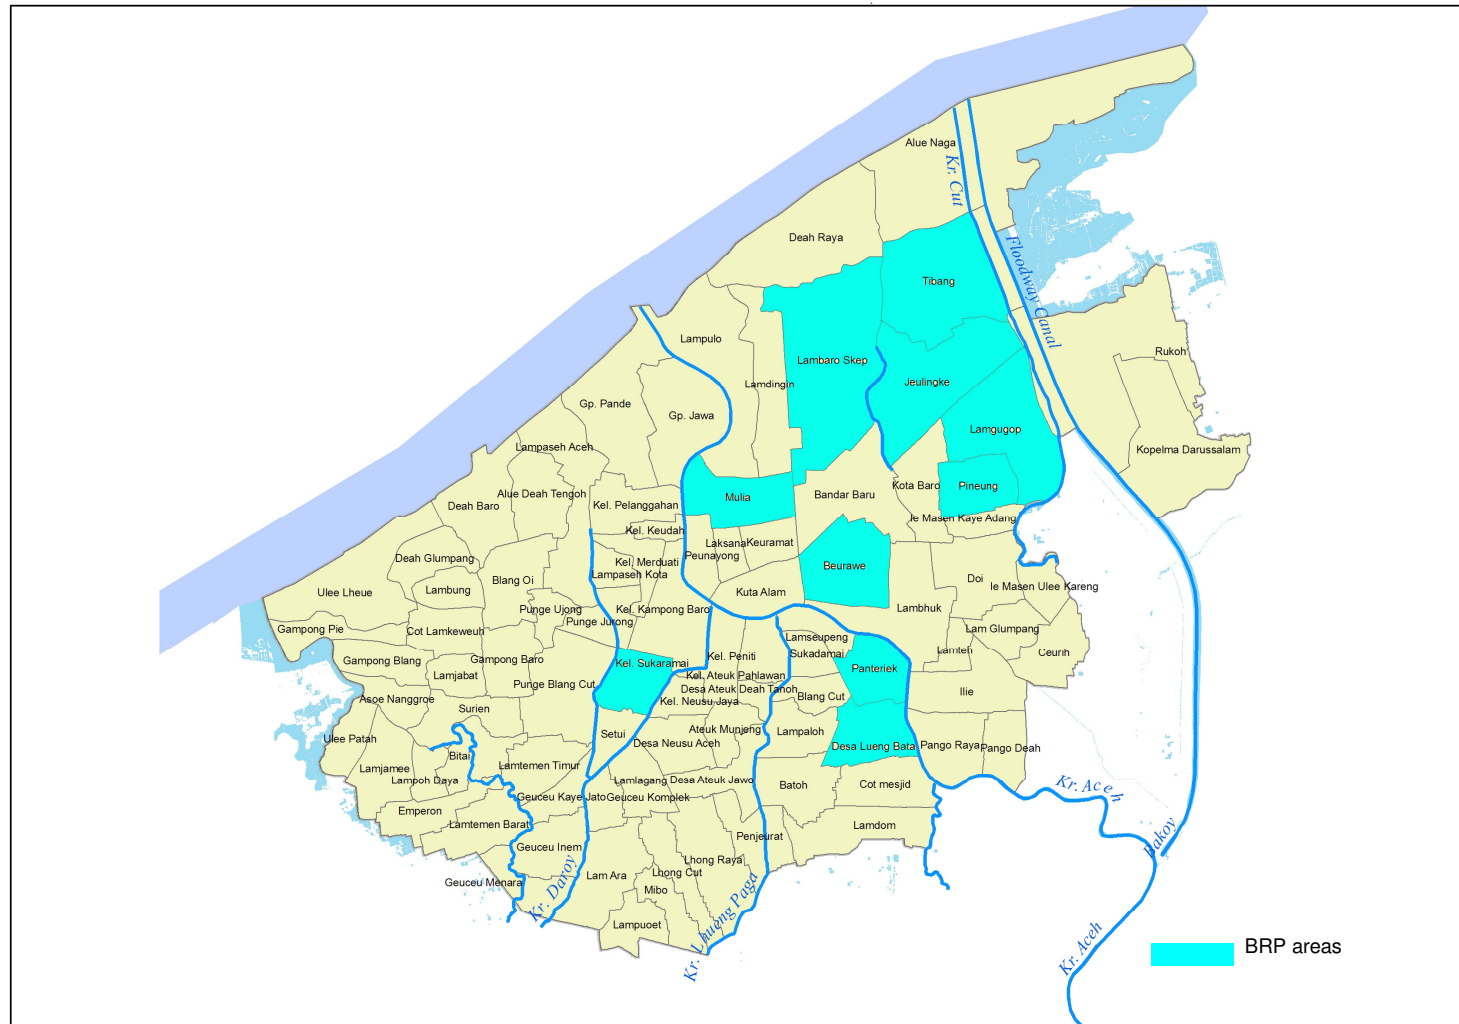 Alue Naga
Kr. Cut
Deah Raya
Floodway Canal
Tibang
Lampulo
Rukoh
Lambaro Skep
Lamdingin
Jeulingke
Gp. Pande
Gp. Jawa
Lamgugop
Lampaseh Aceh
Kopelma Darussalam
Alue Deah Tengoh
Mulia
Bandar Baru
Kota Baro
Pineung
Deah Baro
Kel. Pelanggahan
Ie Masen Kaye Adang
Kel. Keudah
Laksana
Keuramat
Peunayong
Deah Glumpang
Kel. Merduati
Lampaseh Kota
Beurawe
Blang Oi
Doi
Ie Masen Ulee Kareng
Ulee Lheue
Lambung
Kuta Alam
Punge Ujong
Kel. Kampong Baro
Lambhuk
Punge Jurong
Gampong Pie
Cot Lamkeweuh
Lam Glumpang
Lamseupeng
Lamteh
Ceurih
Gampong Blang
Gampong Baro
Kel. Sukaramai
Kel. Peniti
Sukadamai
Panteriek
Lamjabat
Kel. Ateuk Pahlawan
Punge Blang Cut
Desa Ateuk Deah Tanoh
Blang Cut
Ilie
Asoe Nanggroe
Kel. Neusu Jaya
Surien
Setui
Ateuk Munjeng
Lampaloh
Ulee Patah
Desa Neusu Aceh
Desa Lueng Bata
Pango Raya
Pango Deah
Bitai
Lamtemen Timur
Lamjamee
Lampoh Daya
Lamlagang
Desa Ateuk Jawo
Batoh
Cot mesjid
Kr. Aceh
Geuceu Kaye Jato
Geuceu Komplek
Emperon
Lamtemen Barat
Lamdom
Penjeurat
Bakoy
Geuceu Inem
Lhong Raya
Lhong Cut
Lam Ara
Geuceu Menara
Kr. Daroy
Mibo
Kr. Lhueng Paga
Lampuoet
Kr. Aceh
BRP areas